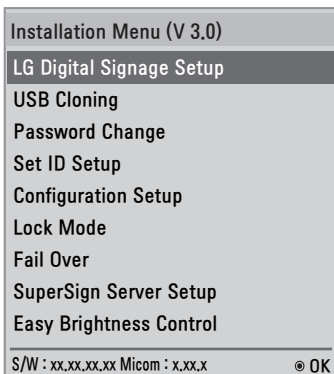 Installation Menu (V 3.0)
LG Digital Signage Setup
USB Cloning
Password Change
Set ID Setup
Configuration Setup
Lock Mode
Fail Over
SuperSign Server Setup
Easy Brightness Control
S/W : xx.xx.xx.xx Micom : x.xx.x ◉ OK